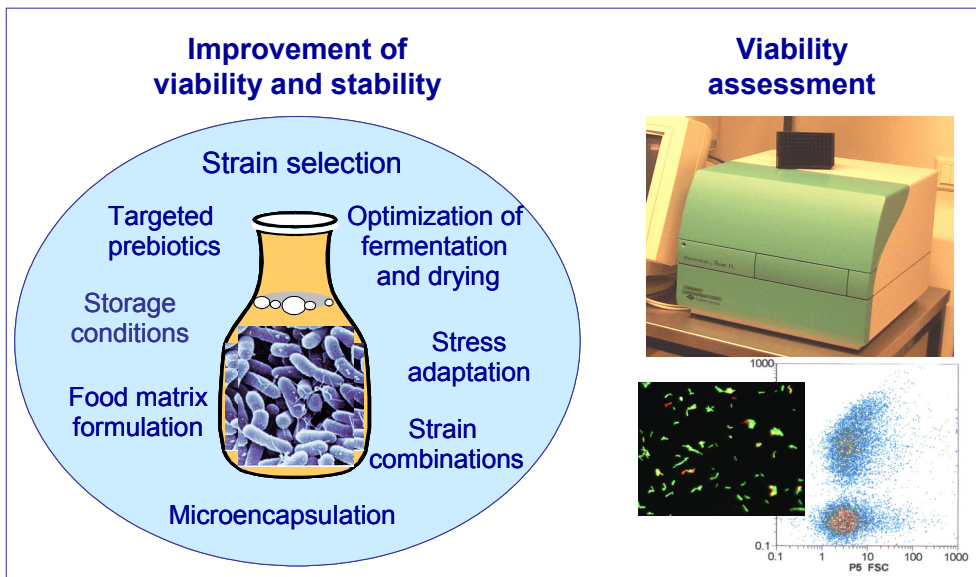 Improvement of
viability and stability
Strain selection
Targeted
prebiotics
Optimization of
fermentation
and drying
Storage
conditions
Stress
adaptation
Food matrix
formulation
Strain
combinations
Microencapsulation
Viability
assessment
1000
0.1
0.1 1 10 100 1000
P5 FSC